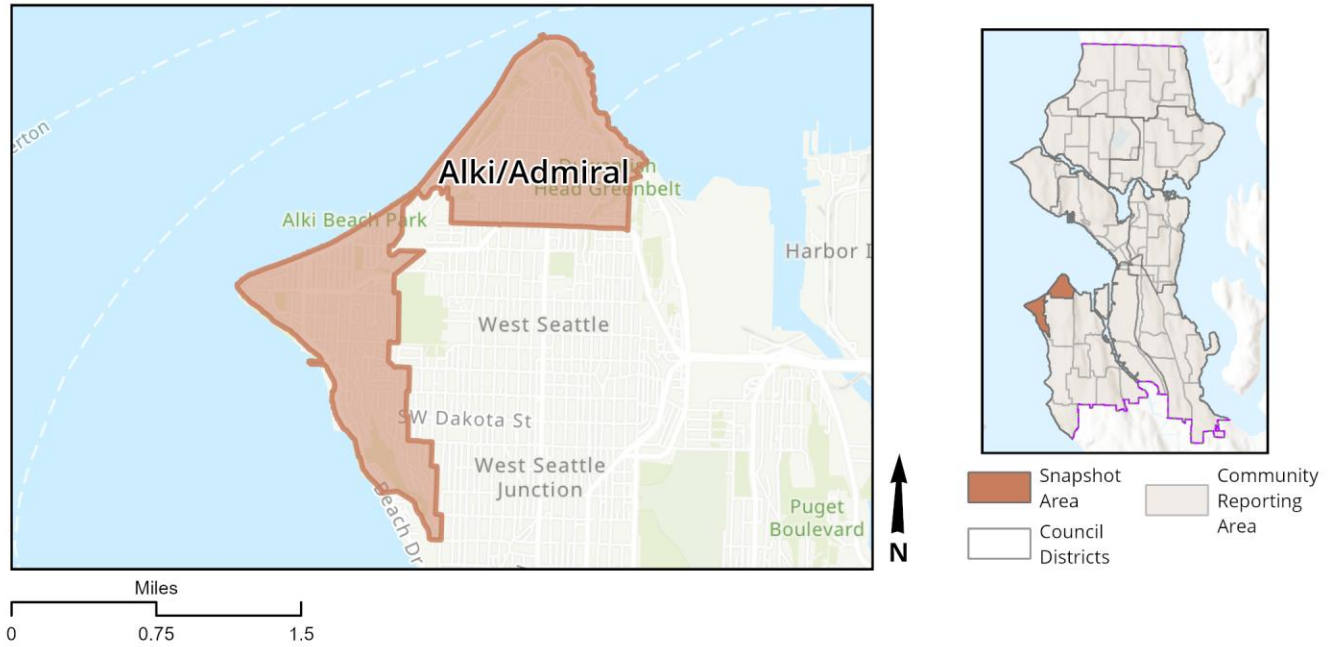 erton
Alki/Admiral
Head Greenbelt
Alki Beach Park
Harbor I
West Seattle
SW Dakota St
West Seattle
Junction
Beach Dr
Puget
Boulevard
N
Miles
0 0.75 1.5
Snapshot
Area
Community
Reporting
Area
Council
Districts